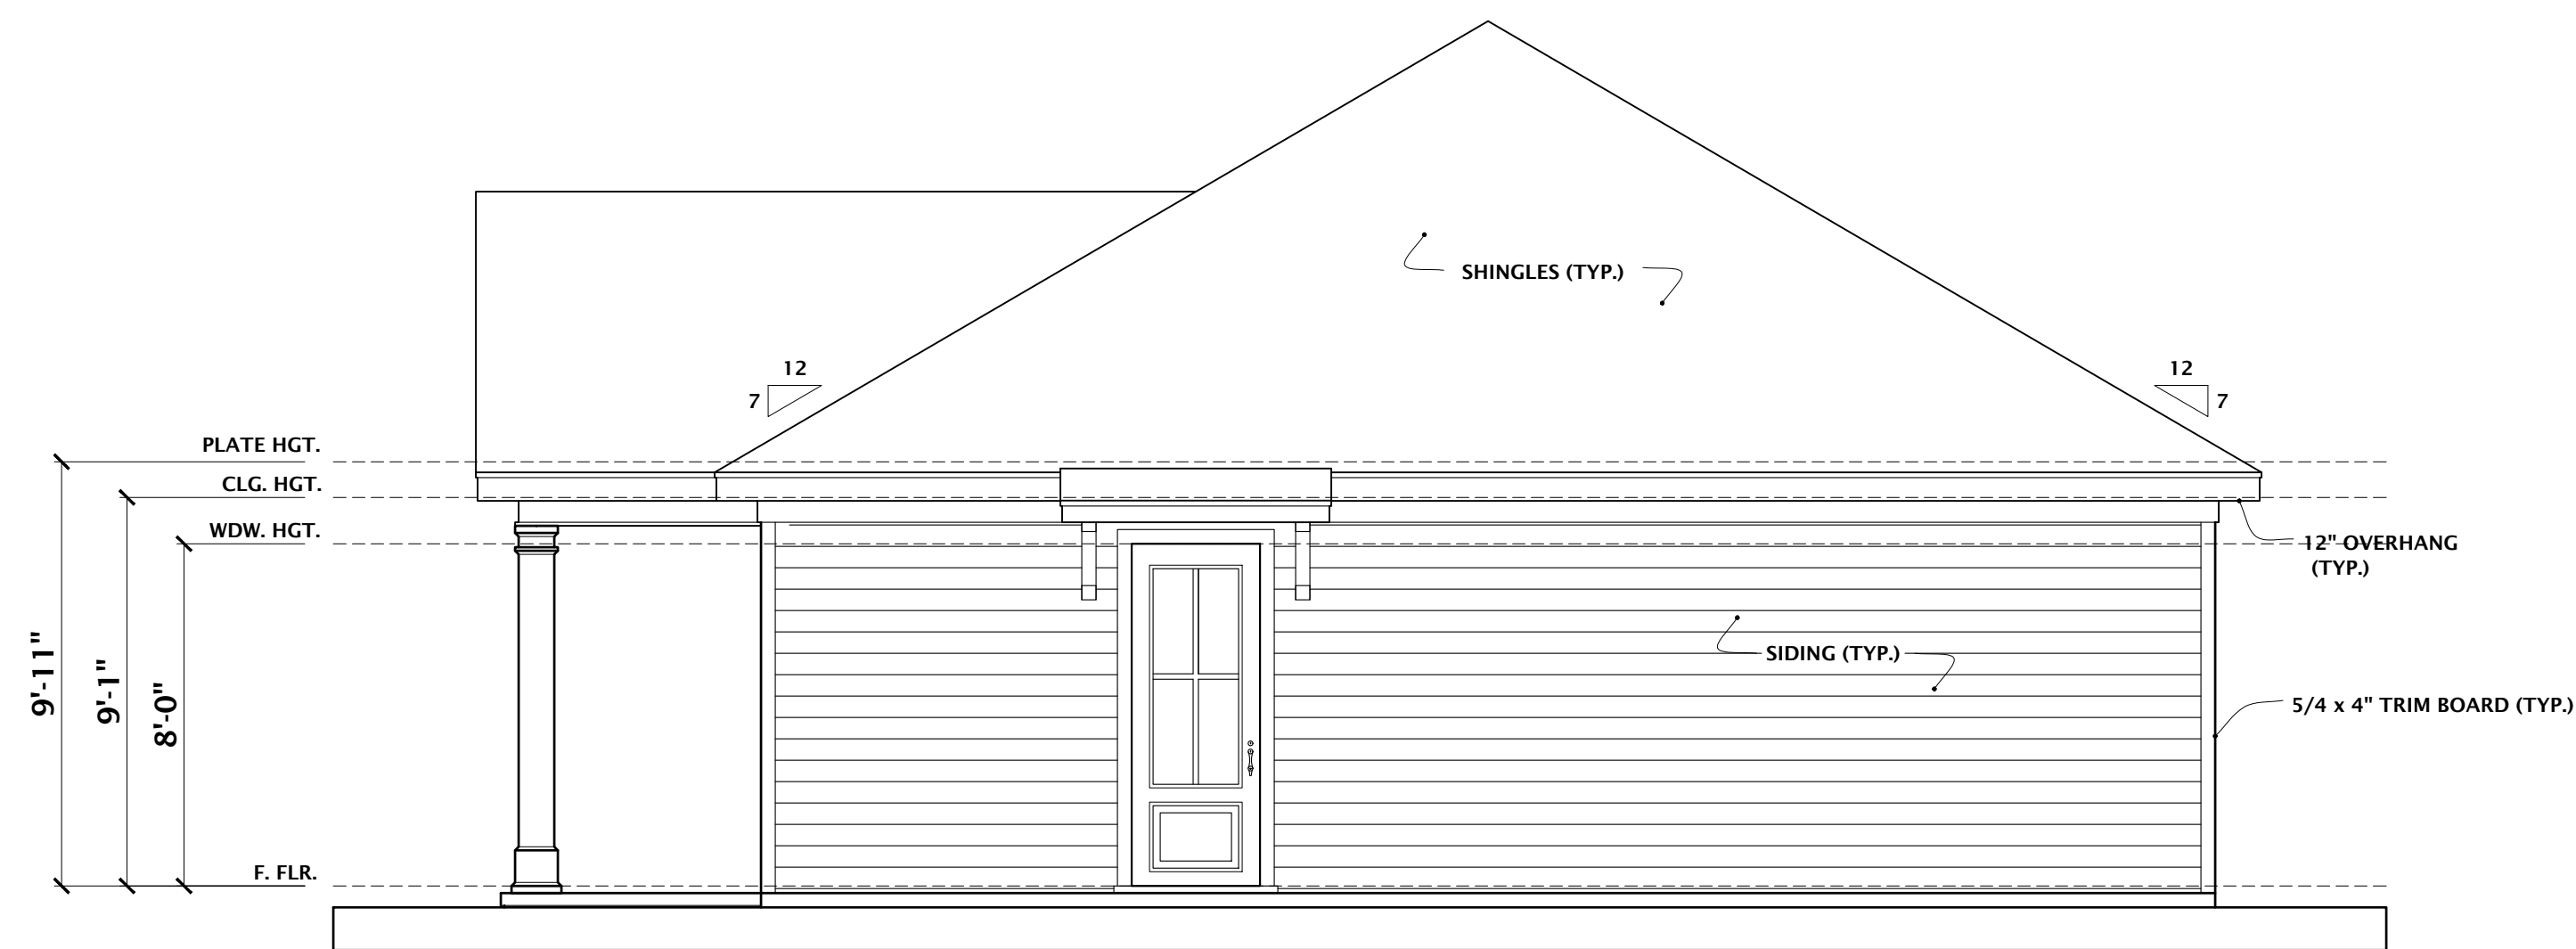 SHINGLES (TYP.)
12
7
12
7
PLATE HGT.
CLG. HGT.
WDW. HGT.
12" OVERHANG
(TYP.)
9'-11"
9'-1"
8'-0"
SIDING (TYP.)
5/4 x 4" TRIM BOARD (TYP.)
F. FLR.